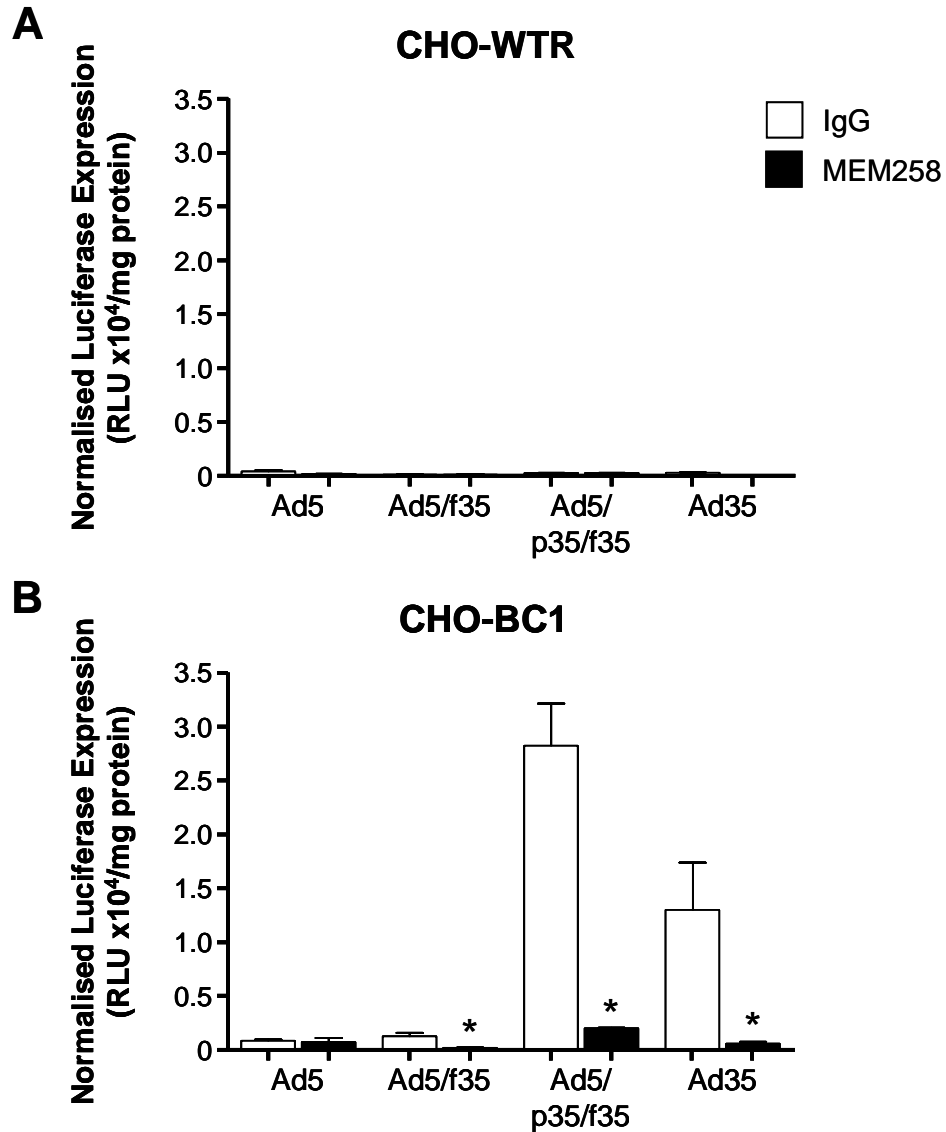 A
CHO-WTR
Normalised Luciferase Expression
(RLU x10⁴/mg protein)
3.5
3.0
2.5
2.0
1.5
1.0
0.5
0
IgG
MEM258
Ad5
Ad5/f35
Ad5/
p35/f35
Ad35
B
CHO-BC1
Normalised Luciferase Expression
(RLU x10⁴/mg protein)
3.5
3.0
2.5
2.0
1.5
1.0
0.5
0
*
*
*
Ad5
Ad5/f35
Ad5/
p35/f35
Ad35